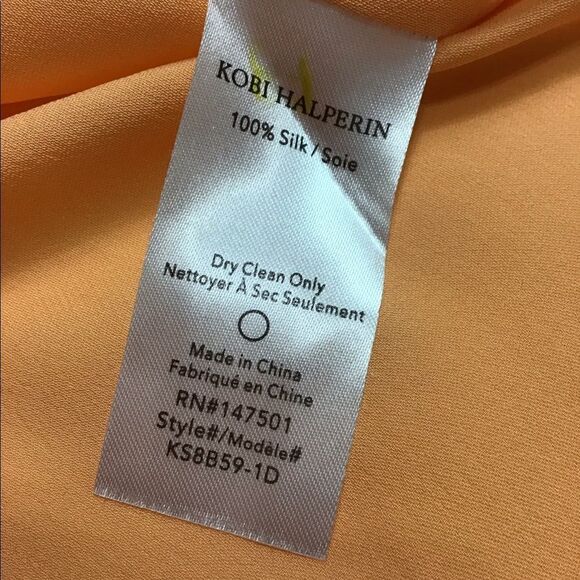 KOBI HALPERIN
100% Silk / Soie
Dry Clean Only
Nettoyer À Sec Seulement
Made in China
Fabriqué en Chine
RN#147501
Style#/Modèle#
KS8B59-1D